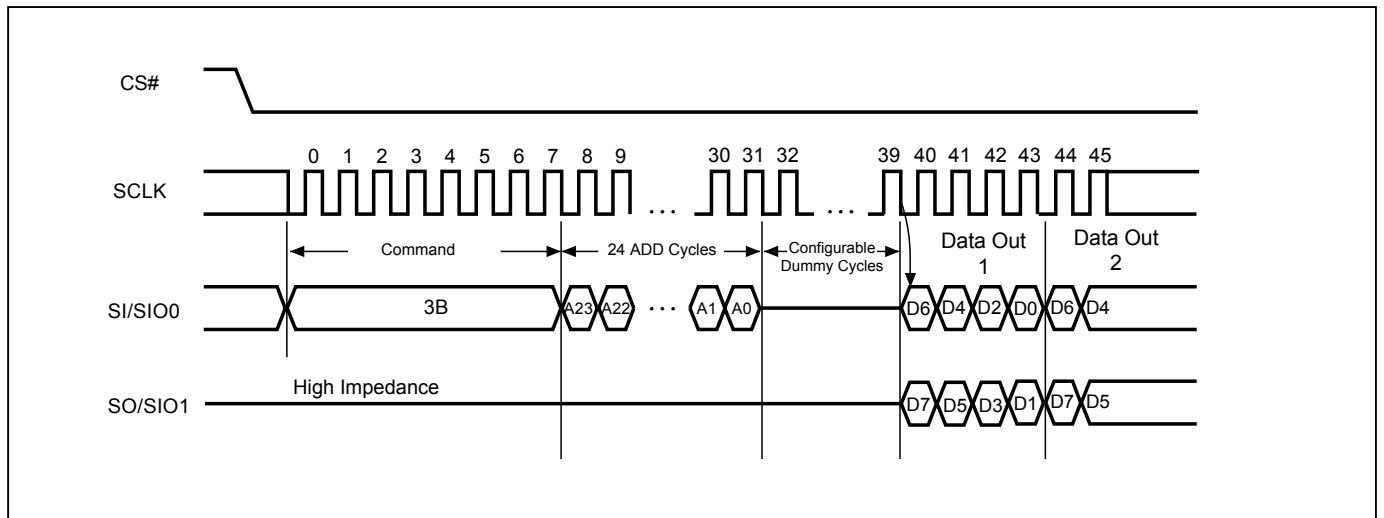 CS#
0 1 2 3 4 5 6 7 8 9 30 31 32 39 40 41 42 43 44 45
SCLK
Command
24 ADD Cycles
Configurable
Dummy Cycles
Data Out
1
Data Out
2
SI/SIO0
3B
A23 A22 ... A1 A0
D6 D4 D2 D0 D6 D4
High Impedance
SO/SIO1
D7 D5 D3 D1 D7 D5